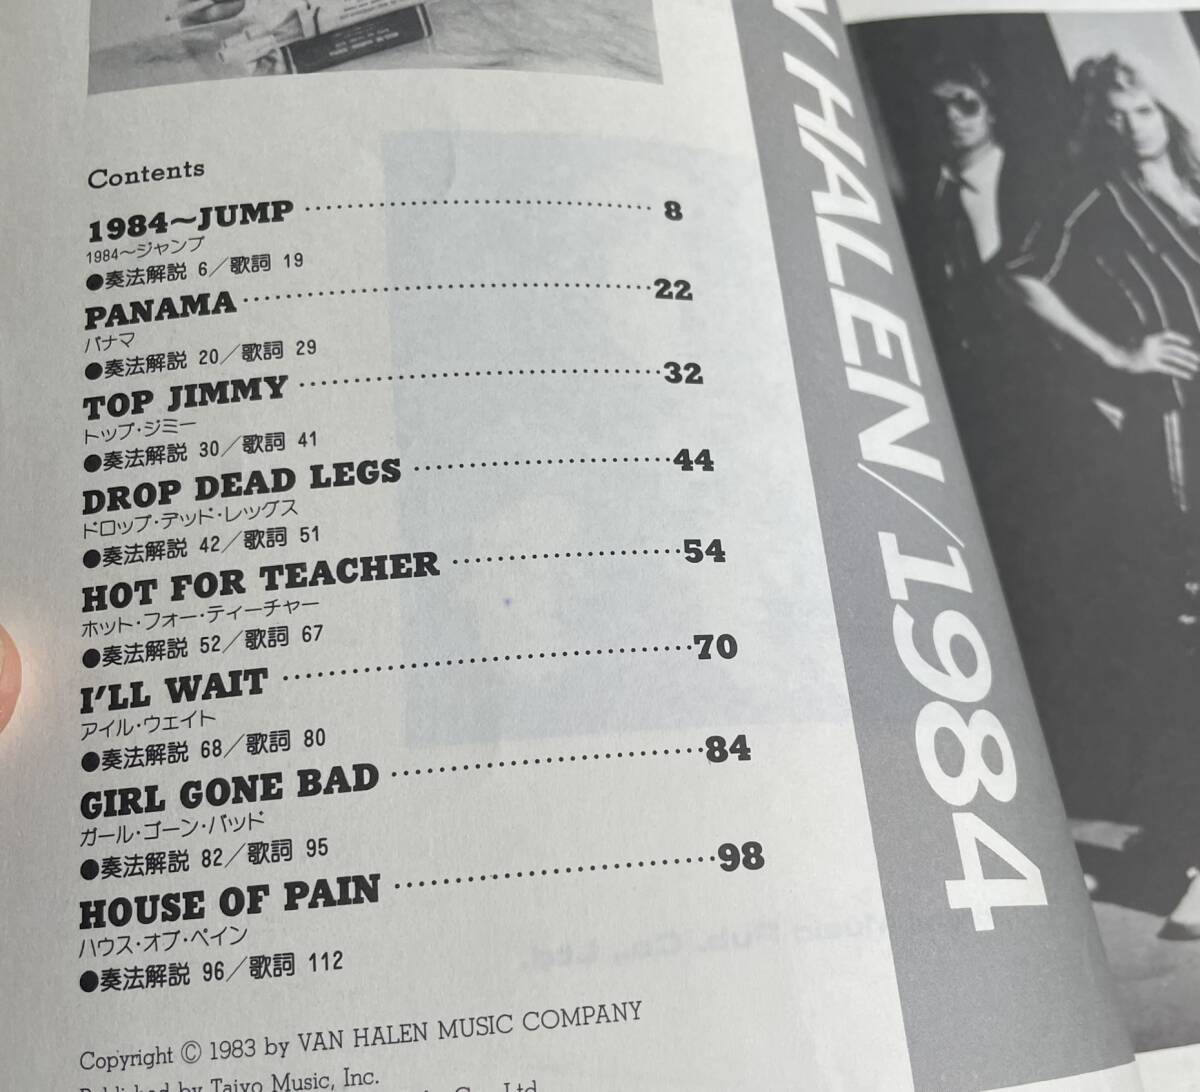 Contents
1984~JUMP ........ 8
1984~ジャンプ
●奏法解説 6/歌詞 19
PANAMA ........ 22
パナマ
●奏法解説 20/歌詞 29
TOP JIMMY ........ 32
トップ・ジミー
●奏法解説 30/歌詞 41
DROP DEAD LEGS ........ 44
ドロップ・デッド・レッグス
●奏法解説 42/歌詞 51
HOT FOR TEACHER ........ 54
ホット・フォー・ティーチャー
●奏法解説 52/歌詞 67
I'LL WAIT ........ 70
アイル・ウェイト
●奏法解説 68/歌詞 80
GIRL GONE BAD ........ 84
ガール・ゴーン・バッド
●奏法解説 82/歌詞 95
HOUSE OF PAIN ........ 98
ハウス・オブ・ペイン
●奏法解説 96/歌詞 112
Copyright © 1983 by VAN HALEN MUSIC COMPANY
Published by Taiyo Music, Inc.
Co., Ltd.
HALEN/1984